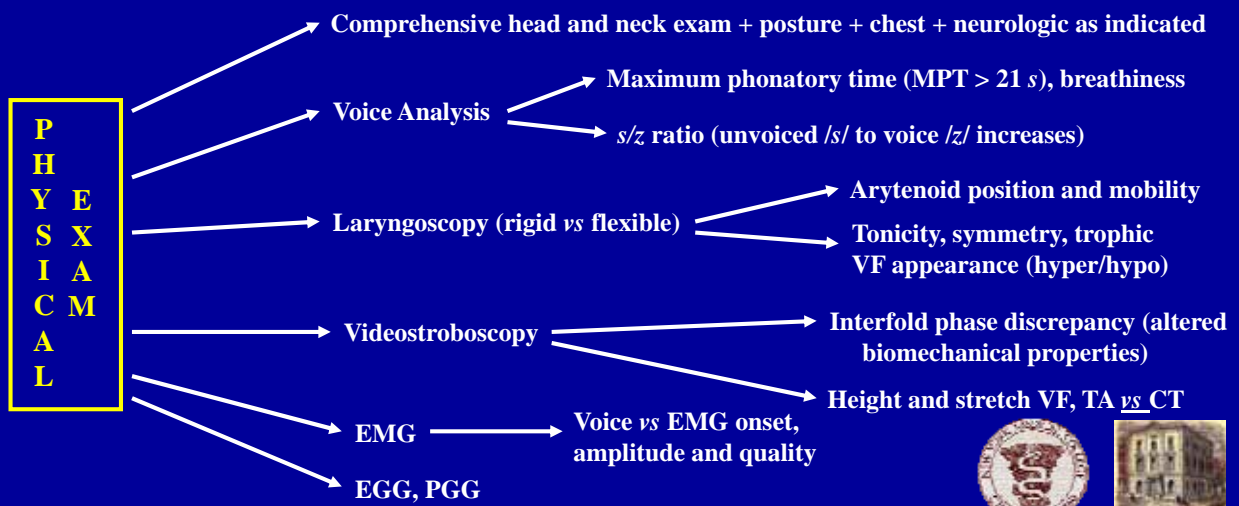 PHYSICAL
EXAM
Comprehensive head and neck exam + posture + chest + neurologic as indicated
Voice Analysis
Maximum phonatory time (MPT > 21 s), breathiness
s/z ratio (unvoiced /s/ to voice /z/ increases)
Laryngoscopy (rigid vs flexible)
Arytenoid position and mobility
Tonicity, symmetry, trophic
VF appearance (hyper/hypo)
Videostroboscopy
Interfold phase discrepancy (altered
biomechanical properties)
Height and stretch VF, TA vs CT
EMG
Voice vs EMG onset,
amplitude and quality
EGG, PGG